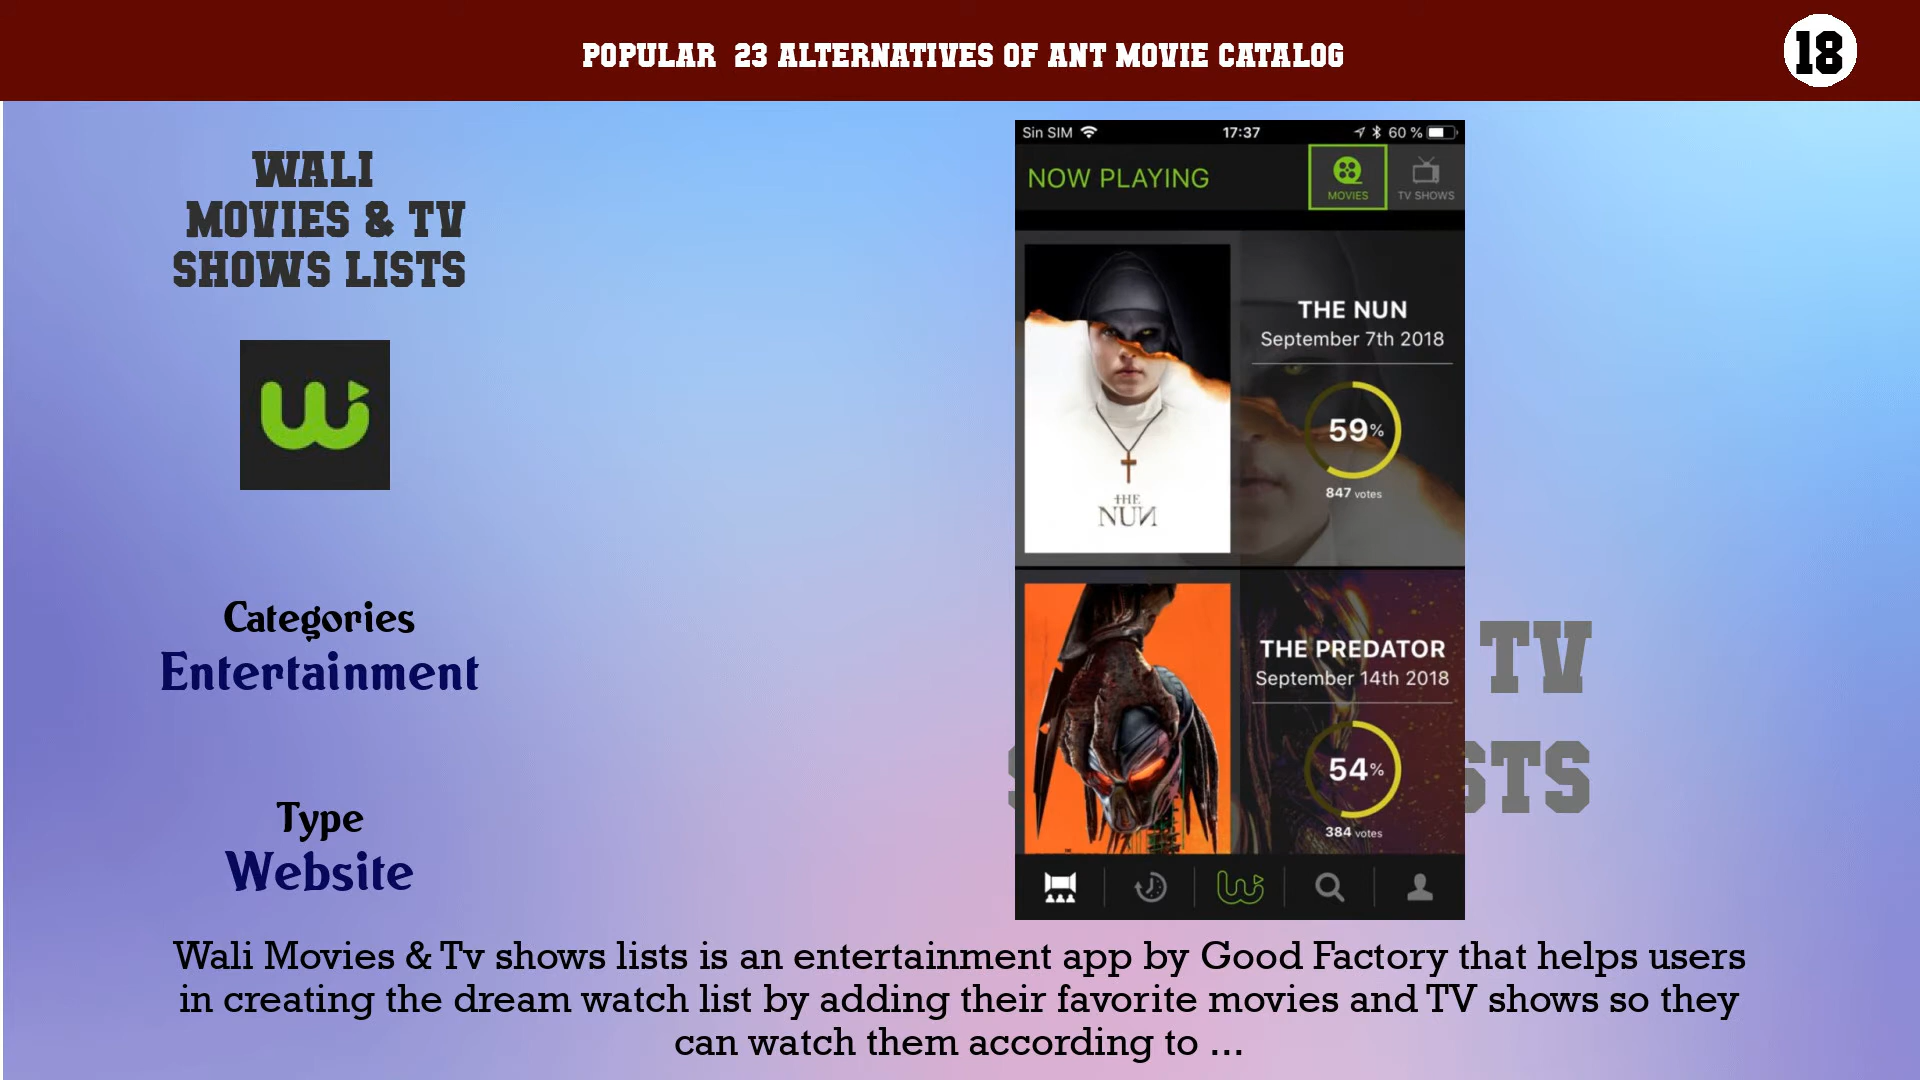 POPULAR 23 ALTERNATIVES OF ANT MOVIE CATALOG
18
WALI
MOVIES & TV
SHOWS LISTS
Categories
Entertainment
Type
Website
Sin SIM
17:37
60 %
NOW PLAYING
MOVIES
TV SHOWS
THE NUN
September 7th 2018
59%
847 votes
THE
NUN
THE PREDATOR
September 14th 2018
54%
384 votes
TV
STS
Wali Movies & Tv shows lists is an entertainment app by Good Factory that helps users
in creating the dream watch list by adding their favorite movies and TV shows so they
can watch them according to ...